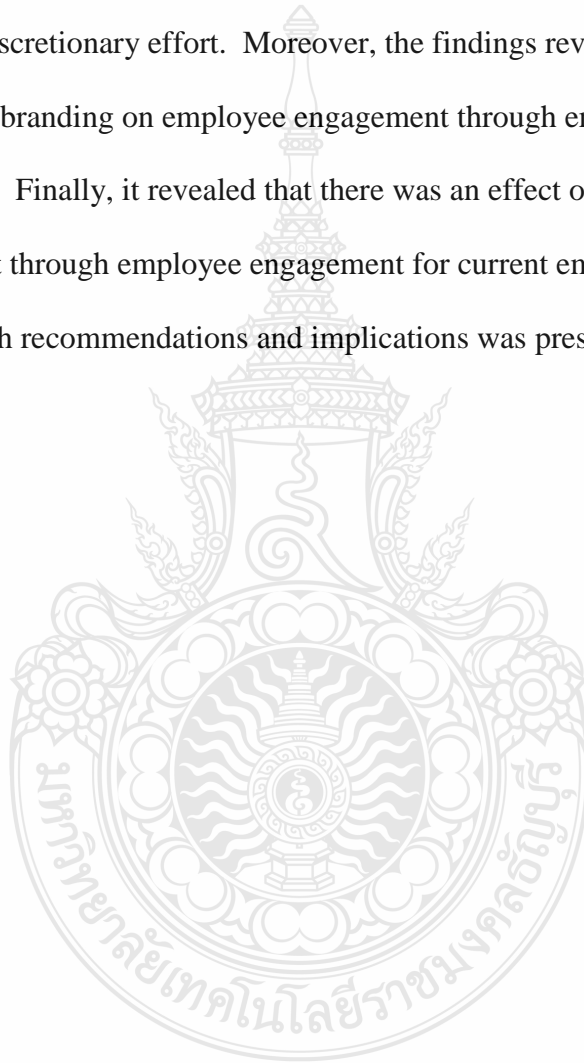 scretionary effort. Moreover, the findings rev
branding on employee engagement through e
Finally, it revealed that there was an effect o
through employee engagement for current e
h recommendations and implications was pres
มหาวิทยาลัยเทคโนโลยีราชมงคลธัญบุรี